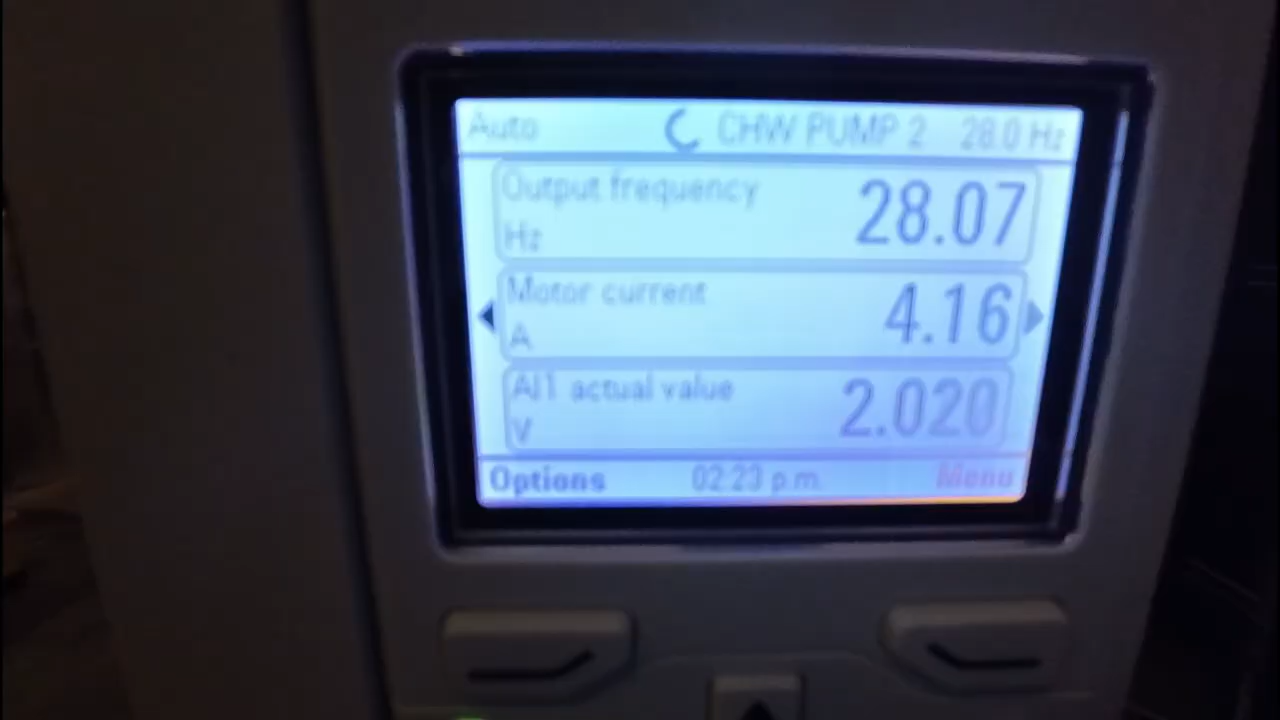 Auto CHW PUMP 2 28.0 Hz
Output frequency
Hz
28.07
Motor current
A
4.16
AI1 actual value
V
2.020
Options 02:23 p.m. Menu